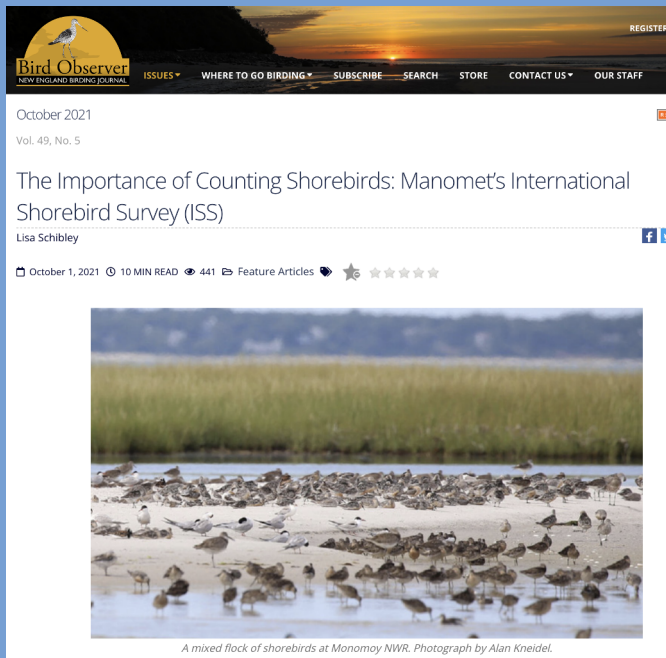 REGISTER
Bird Observer
NEW ENGLAND BIRDING JOURNAL
ISSUES WHERE TO GO BIRDING SUBSCRIBE SEARCH STORE CONTACT US OUR STAFF
October 2021
Vol. 49, No. 5
The Importance of Counting Shorebirds: Manomet's International
Shorebird Survey (ISS)
Lisa Schibley
October 1, 2021 10 MIN READ 441 Feature Articles
A mixed flock of shorebirds at Monomoy NWR. Photograph by Alan Kneidel.